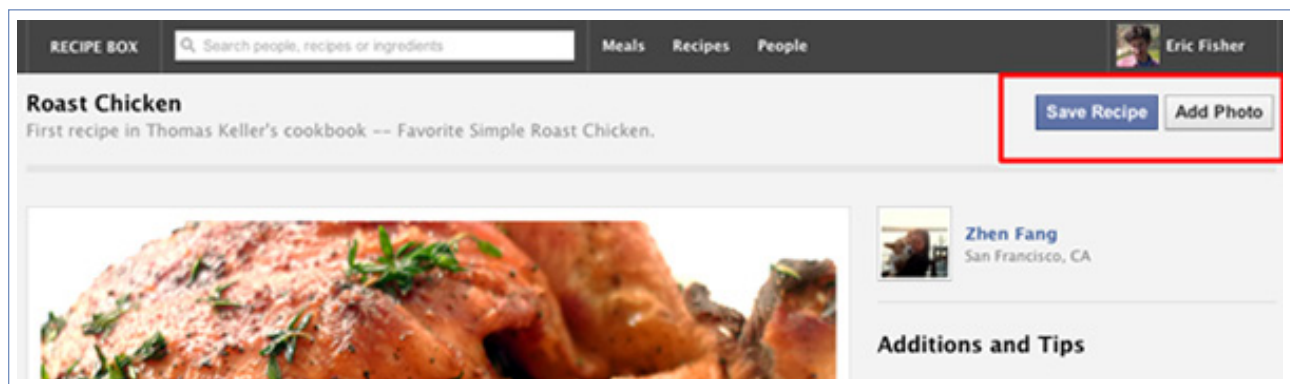 RECIPE BOX Search people, recipes or ingredients Meals Recipes People Eric Fisher
Roast Chicken
First recipe in Thomas Keller's cookbook -- Favorite Simple Roast Chicken.
Save Recipe Add Photo
Zhen Fang
San Francisco, CA
Additions and Tips